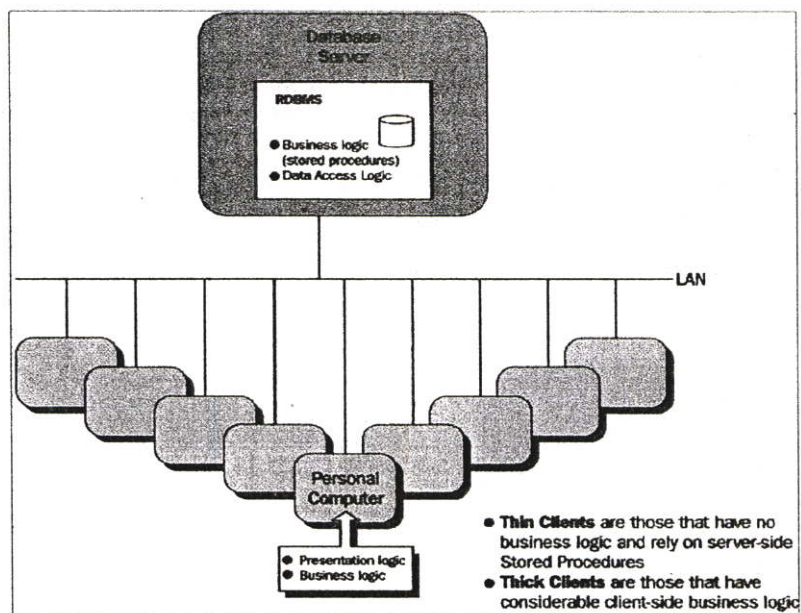 Database
Server
RDBMS
● Business logic
(stored procedures)
● Data Access Logic
LAN
Personal
Computer
● Presentation logic
● Business logic
● Thin Clients are those that have no
business logic and rely on server-side
Stored Procedures
● Thick Clients are those that have
considerable client-side business logic